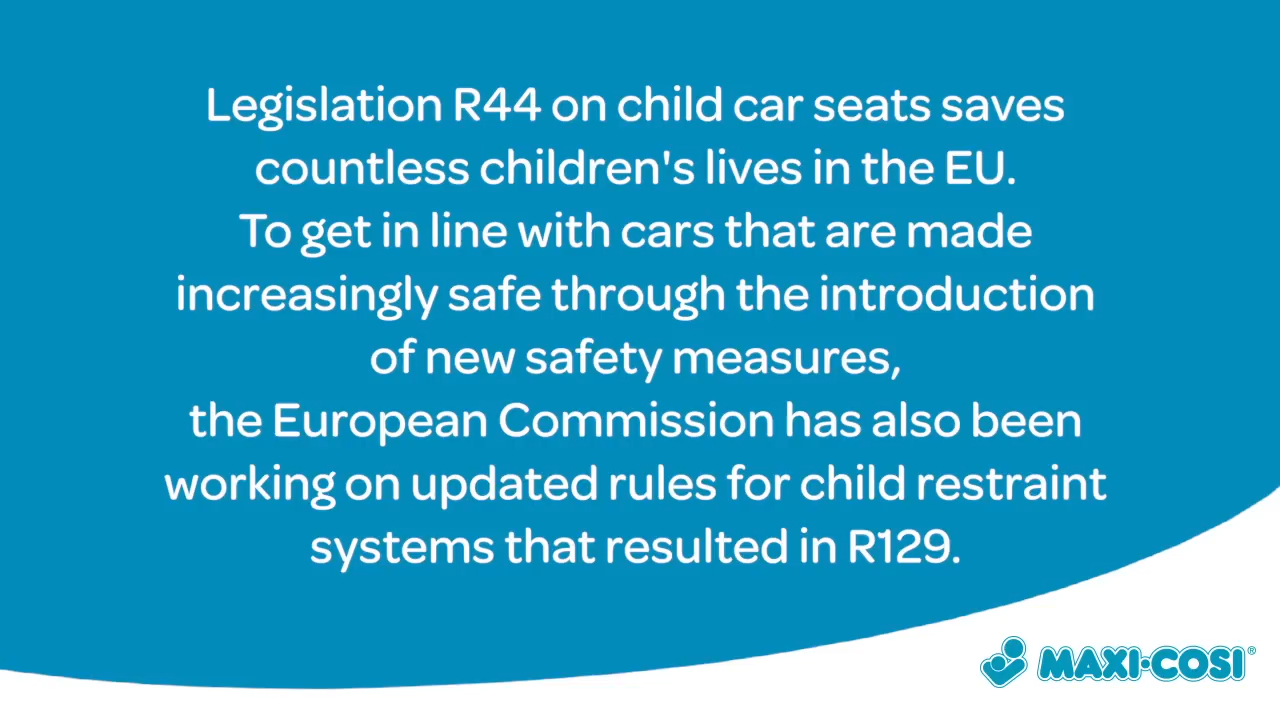 Legislation R44 on child car seats saves
countless children's lives in the EU.
To get in line with cars that are made
increasingly safe through the introduction
of new safety measures,
the European Commission has also been
working on updated rules for child restraint
systems that resulted in R129.
MAXI·COSI®